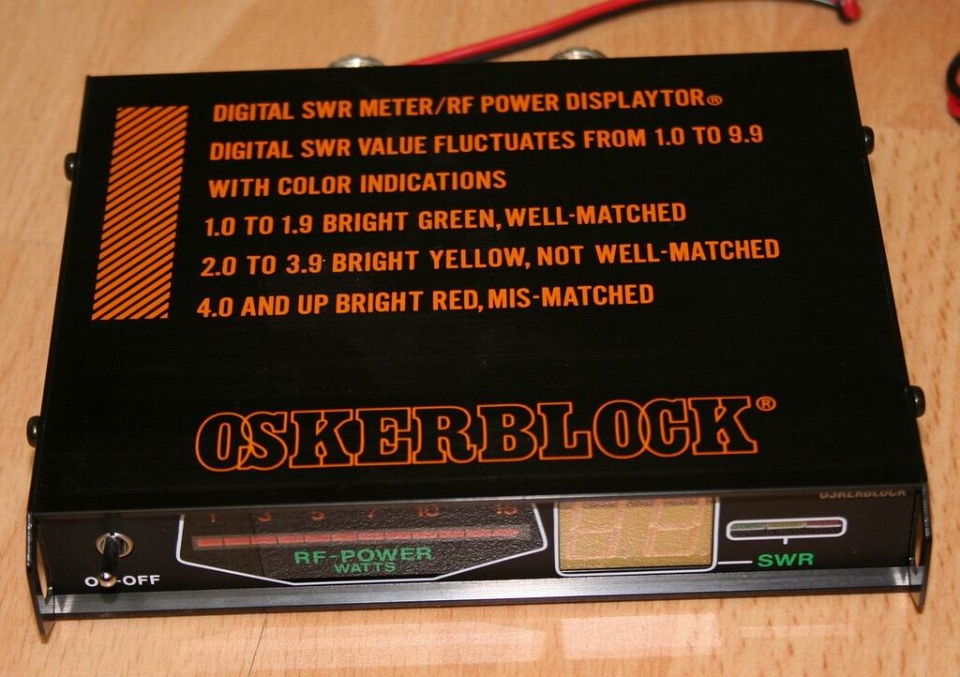 DIGITAL SWR METER/RF POWER DISPLAYTOR®
DIGITAL SWR VALUE FLUCTUATES FROM 1.0 TO 9.9
WITH COLOR INDICATIONS
1.0 TO 1.9 BRIGHT GREEN, WELL-MATCHED
2.0 TO 3.9 BRIGHT YELLOW, NOT WELL-MATCHED
4.0 AND UP BRIGHT RED, MIS-MATCHED
OSKERBLOCK®
OSKERBLOCK
1 3 5 7 10 15
RF-POWER
WATTS
SWR
ON-OFF